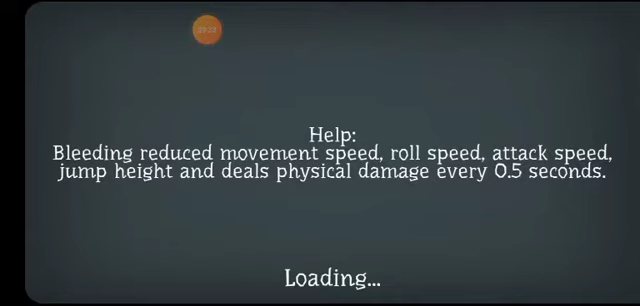 Help:
Bleeding reduced movement speed, roll speed, attack speed,
jump height and deals physical damage every 0.5 seconds.
Loading...